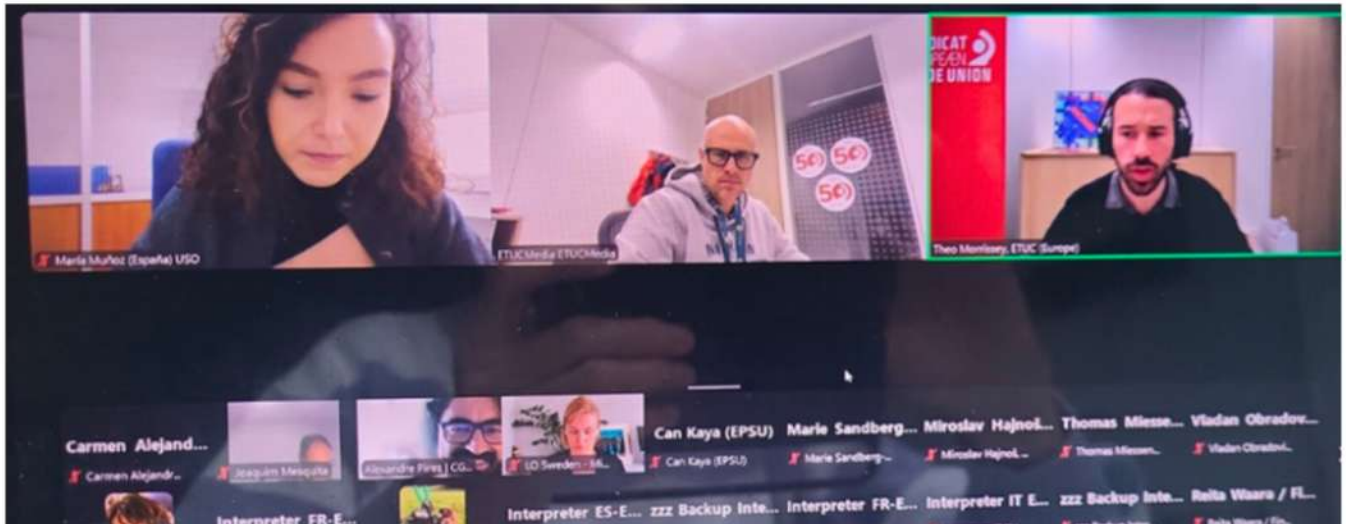 DICAT
PEÆN
DE UNION
50
50
50
María Muñoz (España) USO
ETUCMedia ETUCMedia
Theo Morrissey, ETUC (Europe)
Carmen Alejand...
Carmen Alejandr...
Joaquim Mesquita
Alexandre Pires | CG...
LO Sweden - Mi...
Can Kaya (EPSU)
Can Kaya (EPSU)
Marie Sandberg...
Marie Sandberg-...
Miroslav Hajnoš...
Miroslav Hajnoš...
Thomas Miesse...
Thomas Miessen...
Vladan Obradov...
Vladan Obradovi...
Interpreter FR-E...
Interpreter ES-E...
zzz Backup Inte...
Interpreter FR-E...
Interpreter IT E...
zzz Backup Inte...
Reita Waara / Fi...